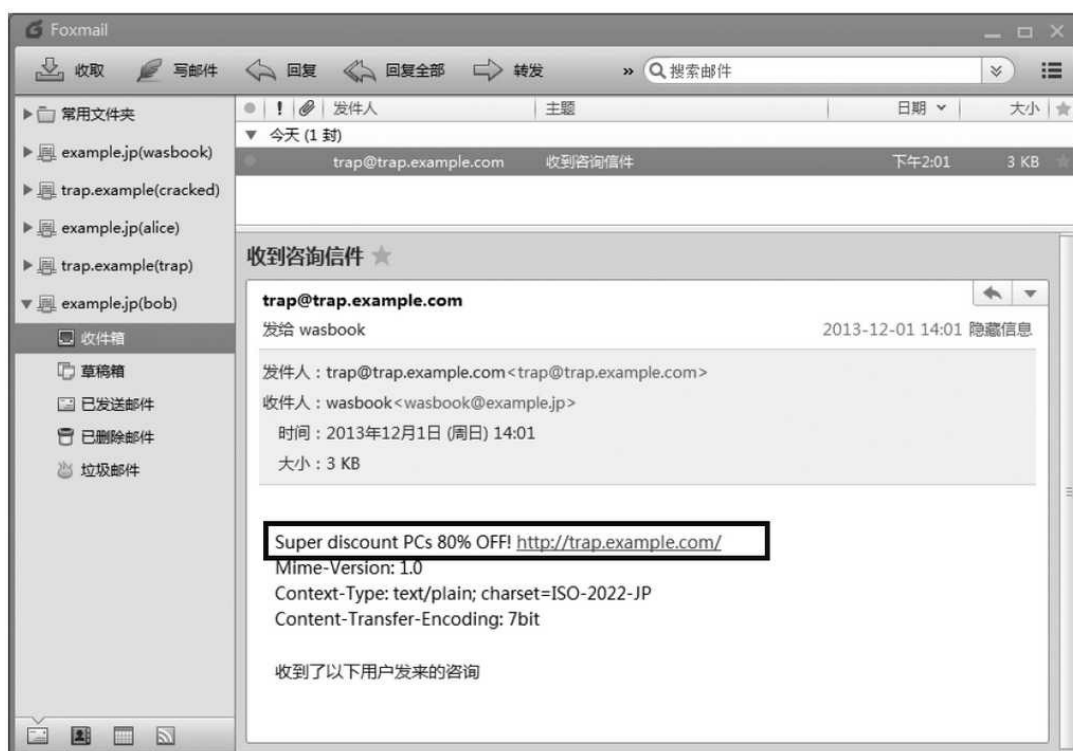 Foxmail
收取 写邮件 回复 回复全部 转发 » 搜索邮件
常用文件夹
example.jp(wasbook)
trap.example(cracked)
example.jp(alice)
trap.example(trap)
example.jp(bob)
收件箱
草稿箱
已发送邮件
已删除邮件
垃圾邮件
! 发件人 主题 日期 大小
今天 (1 封)
trap@trap.example.com 收到咨询信件 下午2:01 3 KB
收到咨询信件
trap@trap.example.com
发给 wasbook 2013-12-01 14:01 隐藏信息
发件人：trap@trap.example.com<trap@trap.example.com>
收件人：wasbook<wasbook@example.jp>
时间：2013年12月1日 (周日) 14:01
大小：3 KB
Super discount PCs 80% OFF! http://trap.example.com/
Mime-Version: 1.0
Context-Type: text/plain; charset=ISO-2022-JP
Content-Transfer-Encoding: 7bit
收到了以下用户发来的咨询